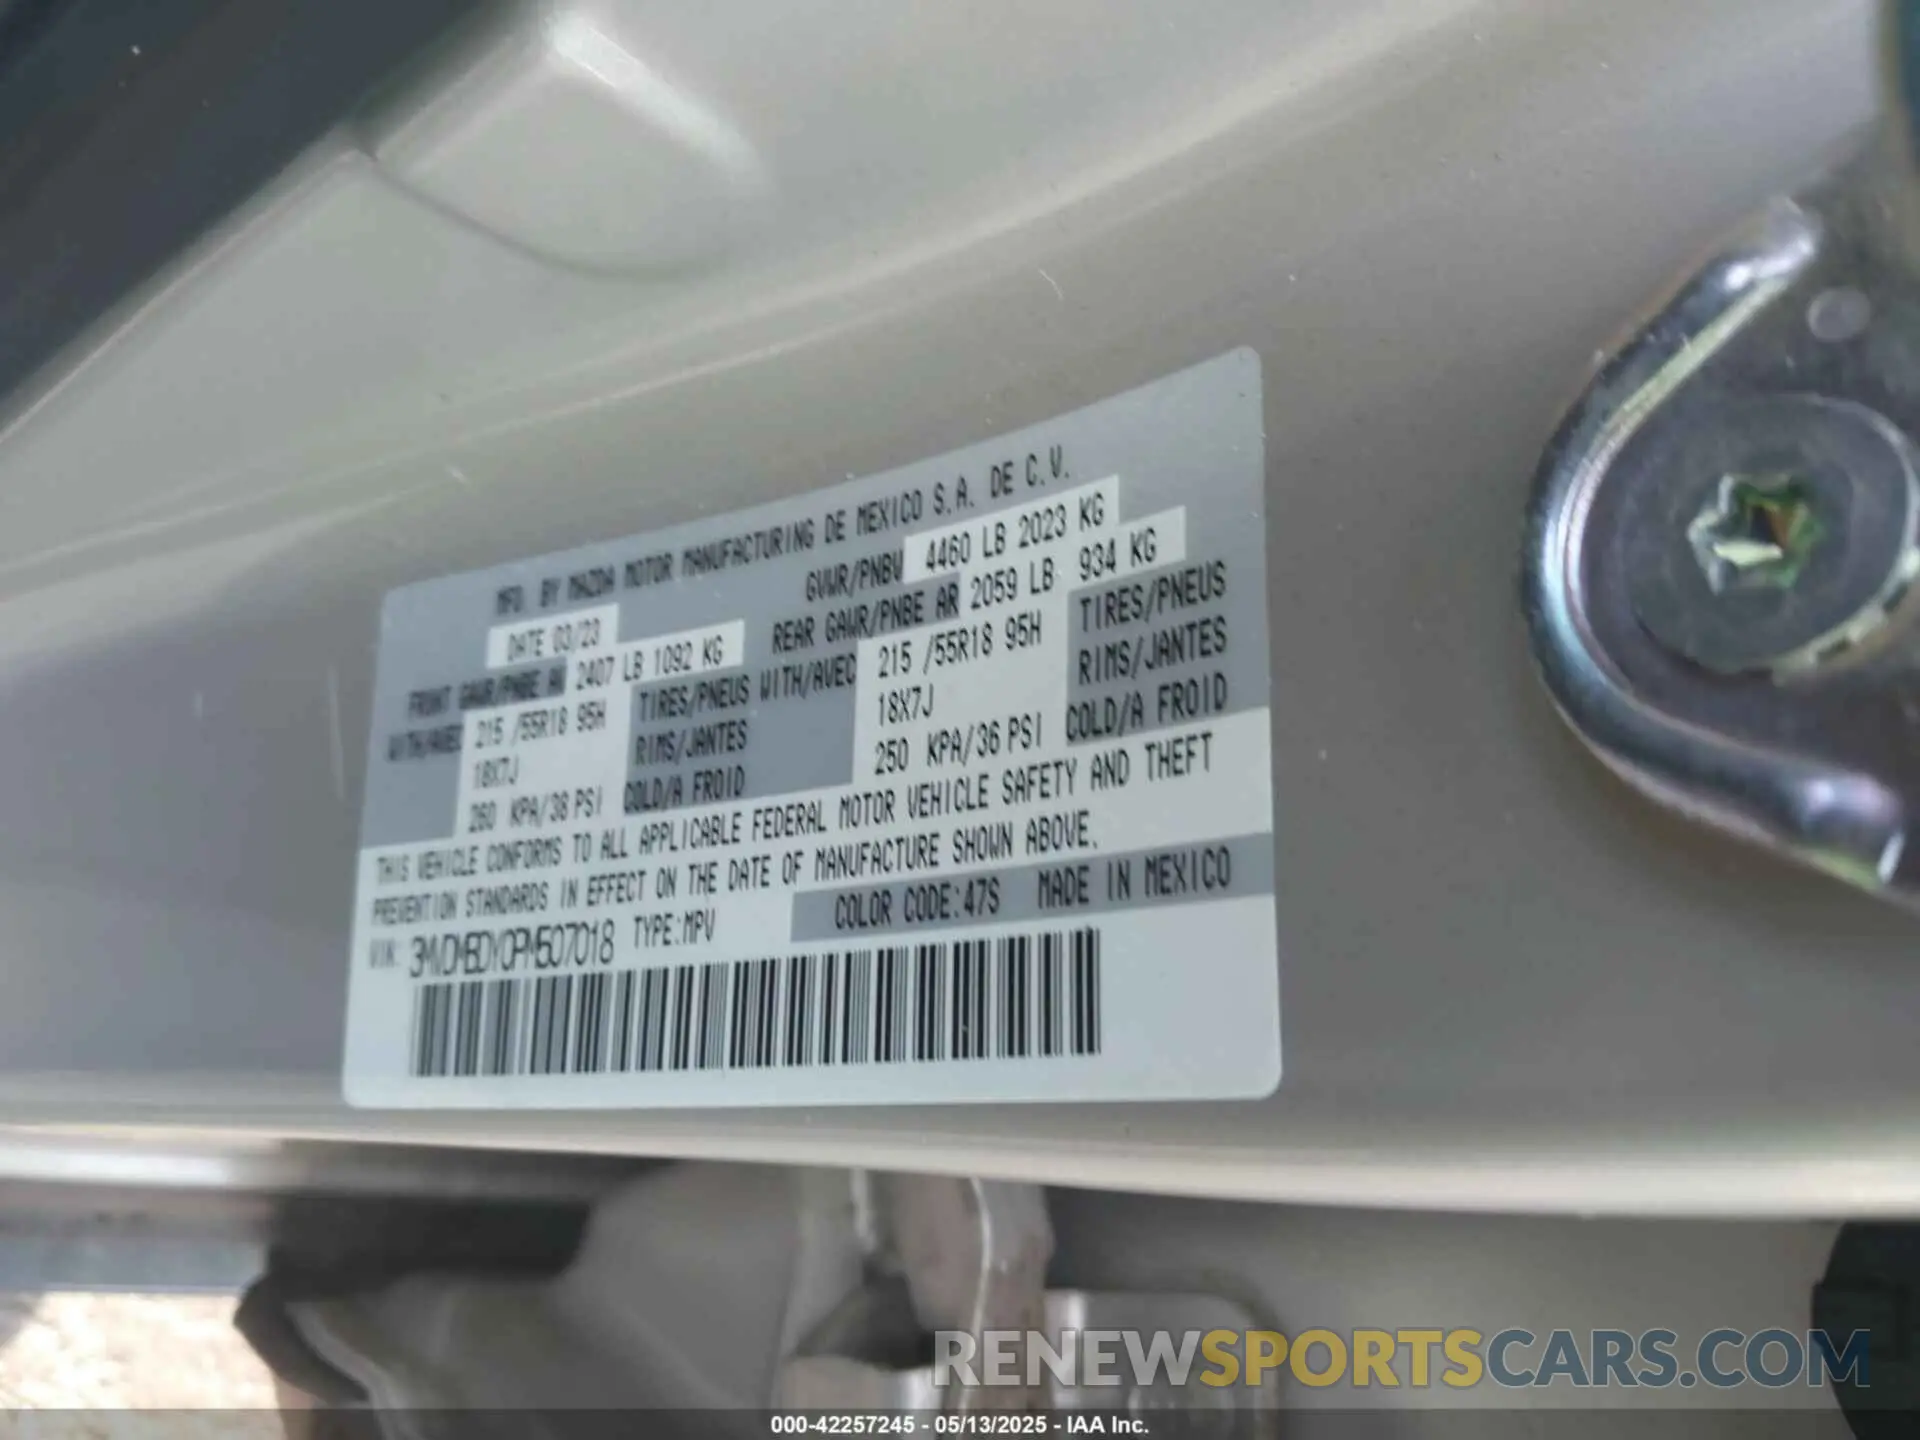 MFD. BY MAZDA MOTOR MANUFACTURING DE MEXICO S.A. DE C.V.
DATE 03/23 GVWR/PNBV 4460 LB 2023 KG
FRONT GAWR/PNBE AV 2407 LB 1092 KG REAR GAWR/PNBE AR 2059 LB 934 KG
WITH/AVEC 215 /55R18 95H TIRES/PNEUS WITH/AVEC 215 /55R18 95H TIRES/PNEUS
18X7J RIMS/JANTES 18X7J RIMS/JANTES
260 KPA/38 PSI COLD/A FROID 250 KPA/36 PSI COLD/A FROID
THIS VEHICLE CONFORMS TO ALL APPLICABLE FEDERAL MOTOR VEHICLE SAFETY AND THEFT
PREVENTION STANDARDS IN EFFECT ON THE DATE OF MANUFACTURE SHOWN ABOVE.
VIN: 3MVDMBDY0PM507018 TYPE:MPV COLOR CODE:47S MADE IN MEXICO
RENEWSPORTSCARS.COM
000-42257245 - 05/13/2025 - IAA Inc.